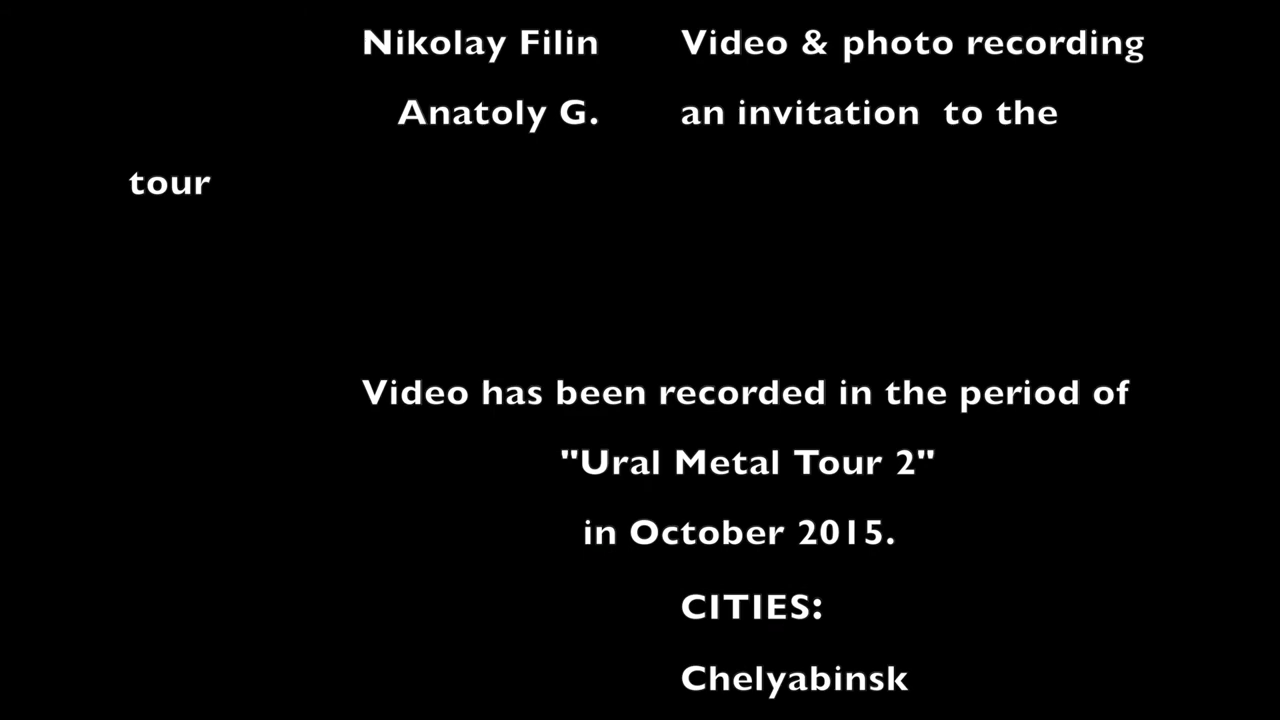 Nikolay Filin Video & photo recording
Anatoly G. an invitation to the
tour
Video has been recorded in the period of
"Ural Metal Tour 2"
in October 2015.
CITIES:
Chelyabinsk